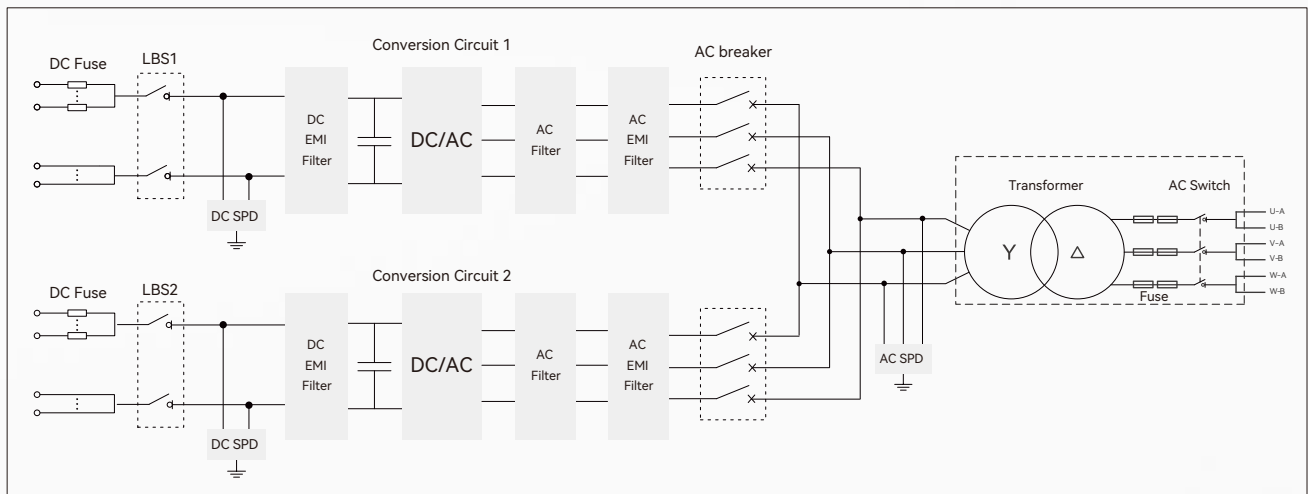 Conversion Circuit 1
AC breaker
DC Fuse
LBS1
DC
EMI
Filter
DC/AC
AC
Filter
AC
EMI
Filter
DC SPD
Transformer
AC Switch
Y
△
U-A
U-B
V-A
V-B
W-A
W-B
Fuse
Conversion Circuit 2
DC Fuse
LBS2
DC
EMI
Filter
DC/AC
AC
Filter
AC
EMI
Filter
AC SPD
DC SPD